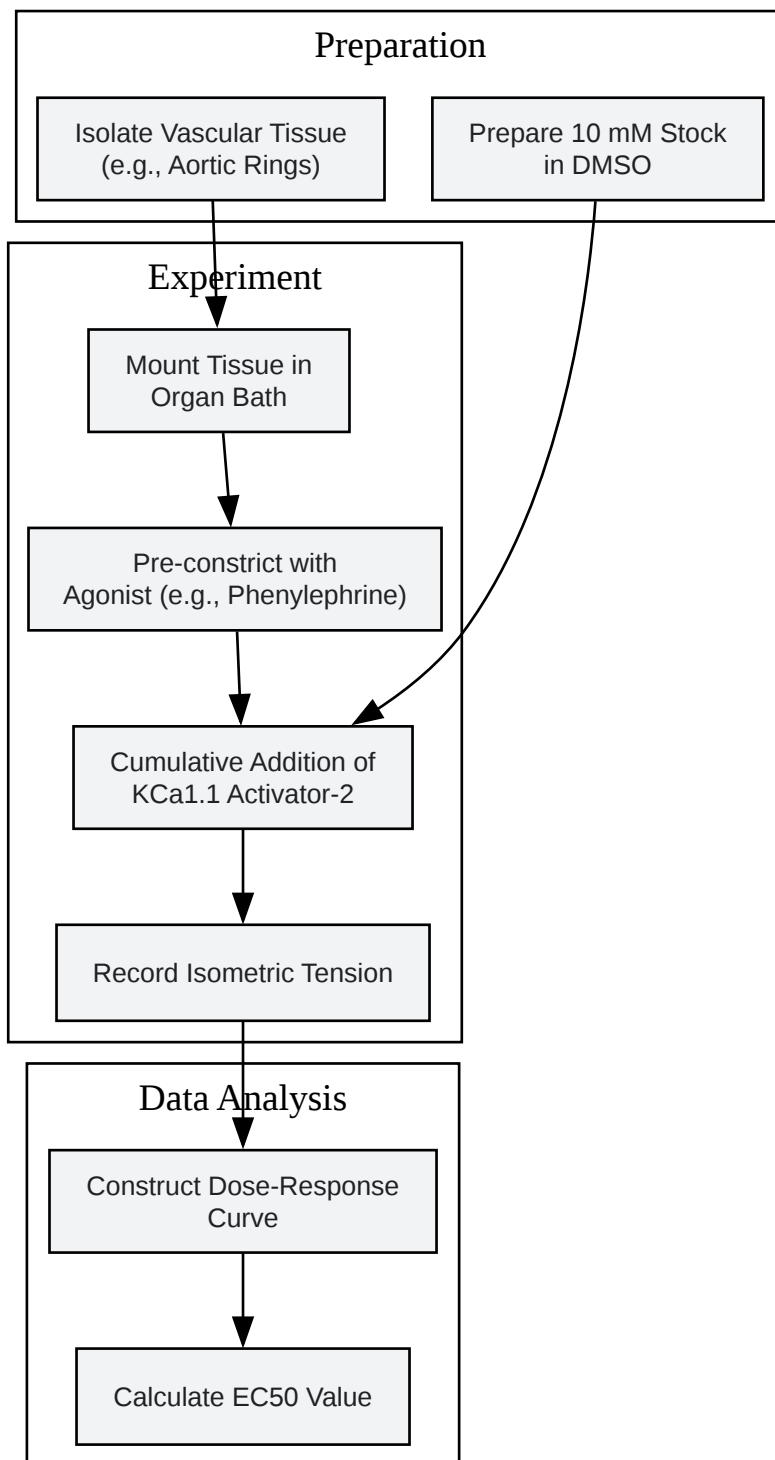 Preparation
Isolate Vascular Tissue
(e.g., Aortic Rings)
Prepare 10 mM Stock
in DMSO
Experiment
Mount Tissue in
Organ Bath
Pre-constrict with
Agonist (e.g., Phenylephrine)
Cumulative Addition of
KCa1.1 Activator-2
Record Isometric Tension
Data Analysis
Construct Dose-Response
Curve
Calculate EC50 Value